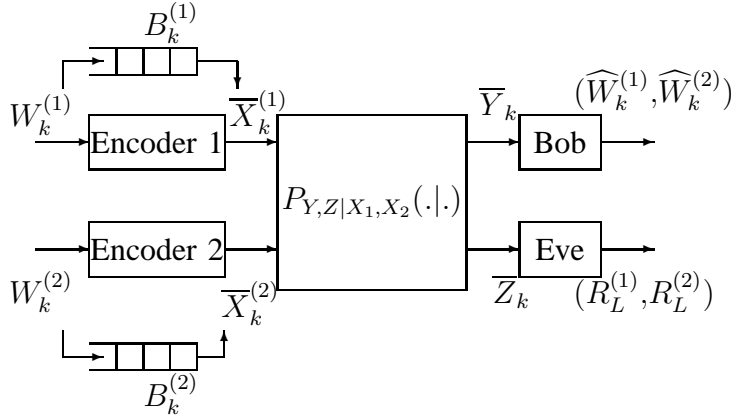 $B_k^{(1)}$
$W_k^{(1)}$
$\overline{X}_k^{(1)}$
Encoder 1
$P_{Y,Z|X_1,X_2}(.|.)$
$\overline{Y}_k$
Bob
$(\widehat{W}_k^{(1)},\widehat{W}_k^{(2)})$
Encoder 2
$W_k^{(2)}$
$\overline{X}_k^{(2)}$
$B_k^{(2)}$
Eve
$\overline{Z}_k$
$(R_L^{(1)},R_L^{(2)})$